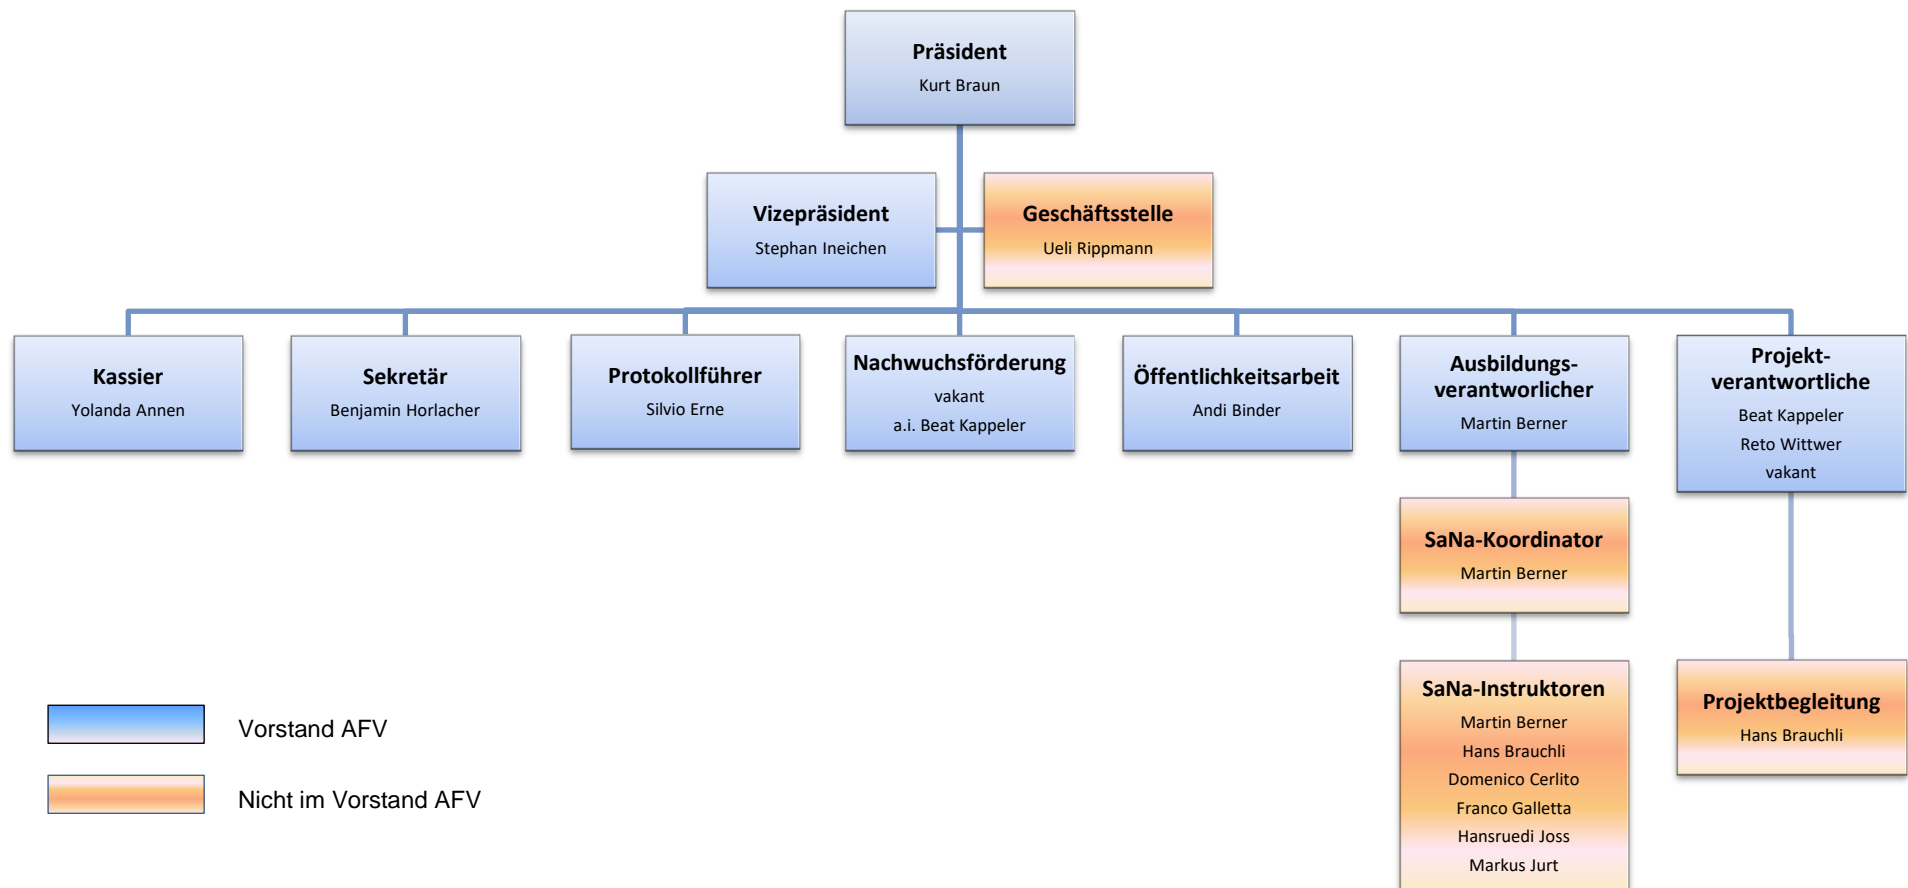 Präsident
Kurt Braun
Vizepräsident
Stephan Ineichen
Geschäftsstelle
Ueli Rippmann
Kassier
Yolanda Annen
Sekretär
Benjamin Horlacher
Protokollführer
Silvio Erne
Nachwuchsförderung
vakant
a.i. Beat Kappeler
Öffentlichkeitsarbeit
Andi Binder
Ausbildungs-
verantworlicher
Martin Berner
Projekt-
verantwortliche
Beat Kappeler
Reto Wittwer
vakant
SaNa-Koordinator
Martin Berner
SaNa-Instruktoren
Martin Berner
Hans Brauchli
Domenico Cerlito
Franco Galletta
Hansruedi Joss
Markus Jurt
Projektbegleitung
Hans Brauchli
Vorstand AFV
Nicht im Vorstand AFV